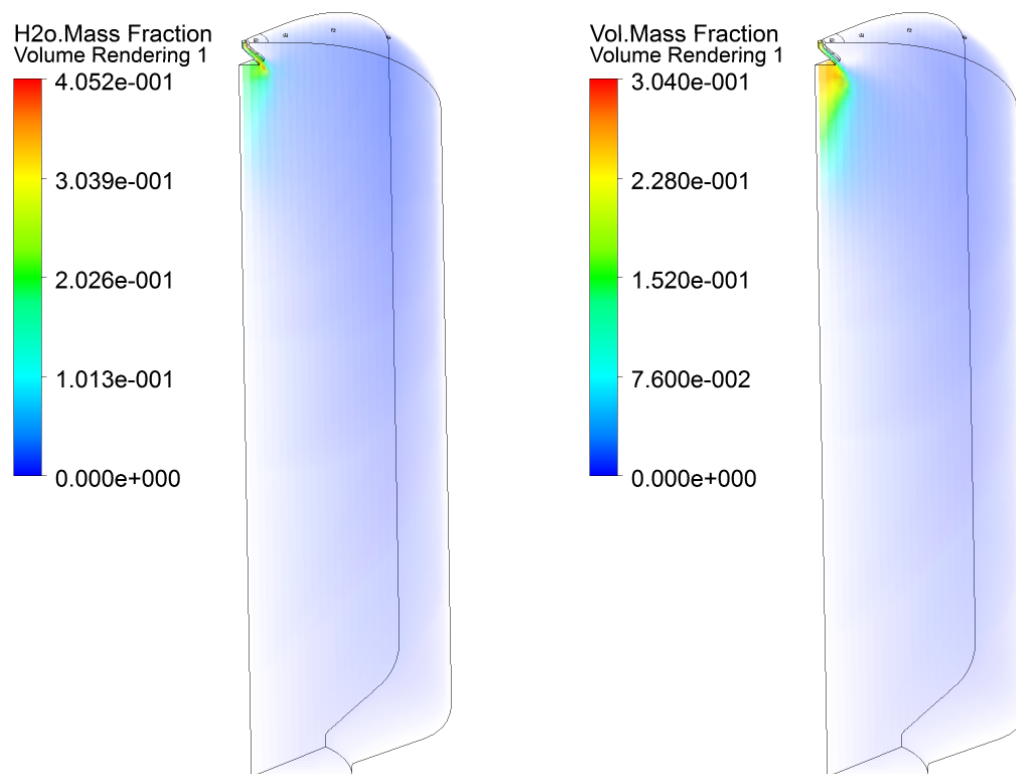 H2o.Mass Fraction
Volume Rendering 1
4.052e-001
3.039e-001
2.026e-001
1.013e-001
0.000e+000
Vol.Mass Fraction
Volume Rendering 1
3.040e-001
2.280e-001
1.520e-001
7.600e-002
0.000e+000